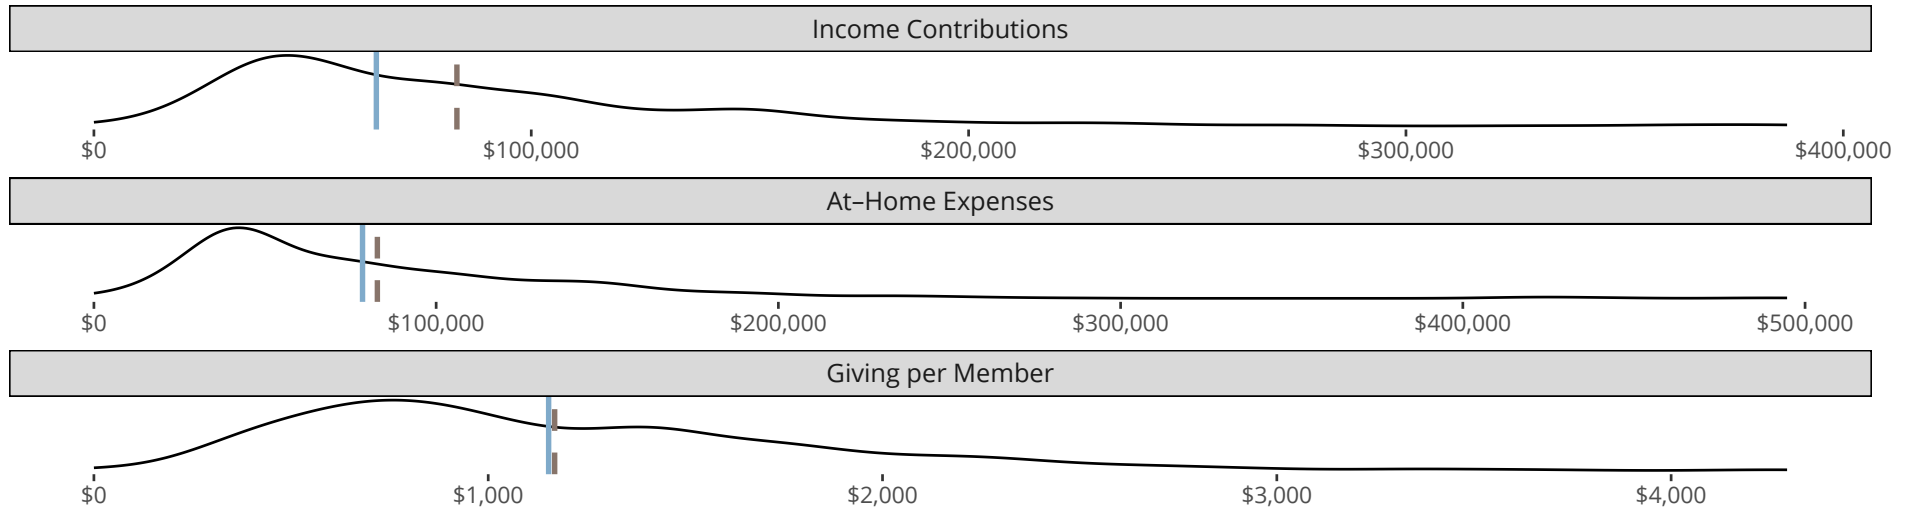 Income Contributions
$0 $100,000 $200,000 $300,000 $400,000
At–Home Expenses
$0 $100,000 $200,000 $300,000 $400,000 $500,000
Giving per Member
$0 $1,000 $2,000 $3,000 $4,000